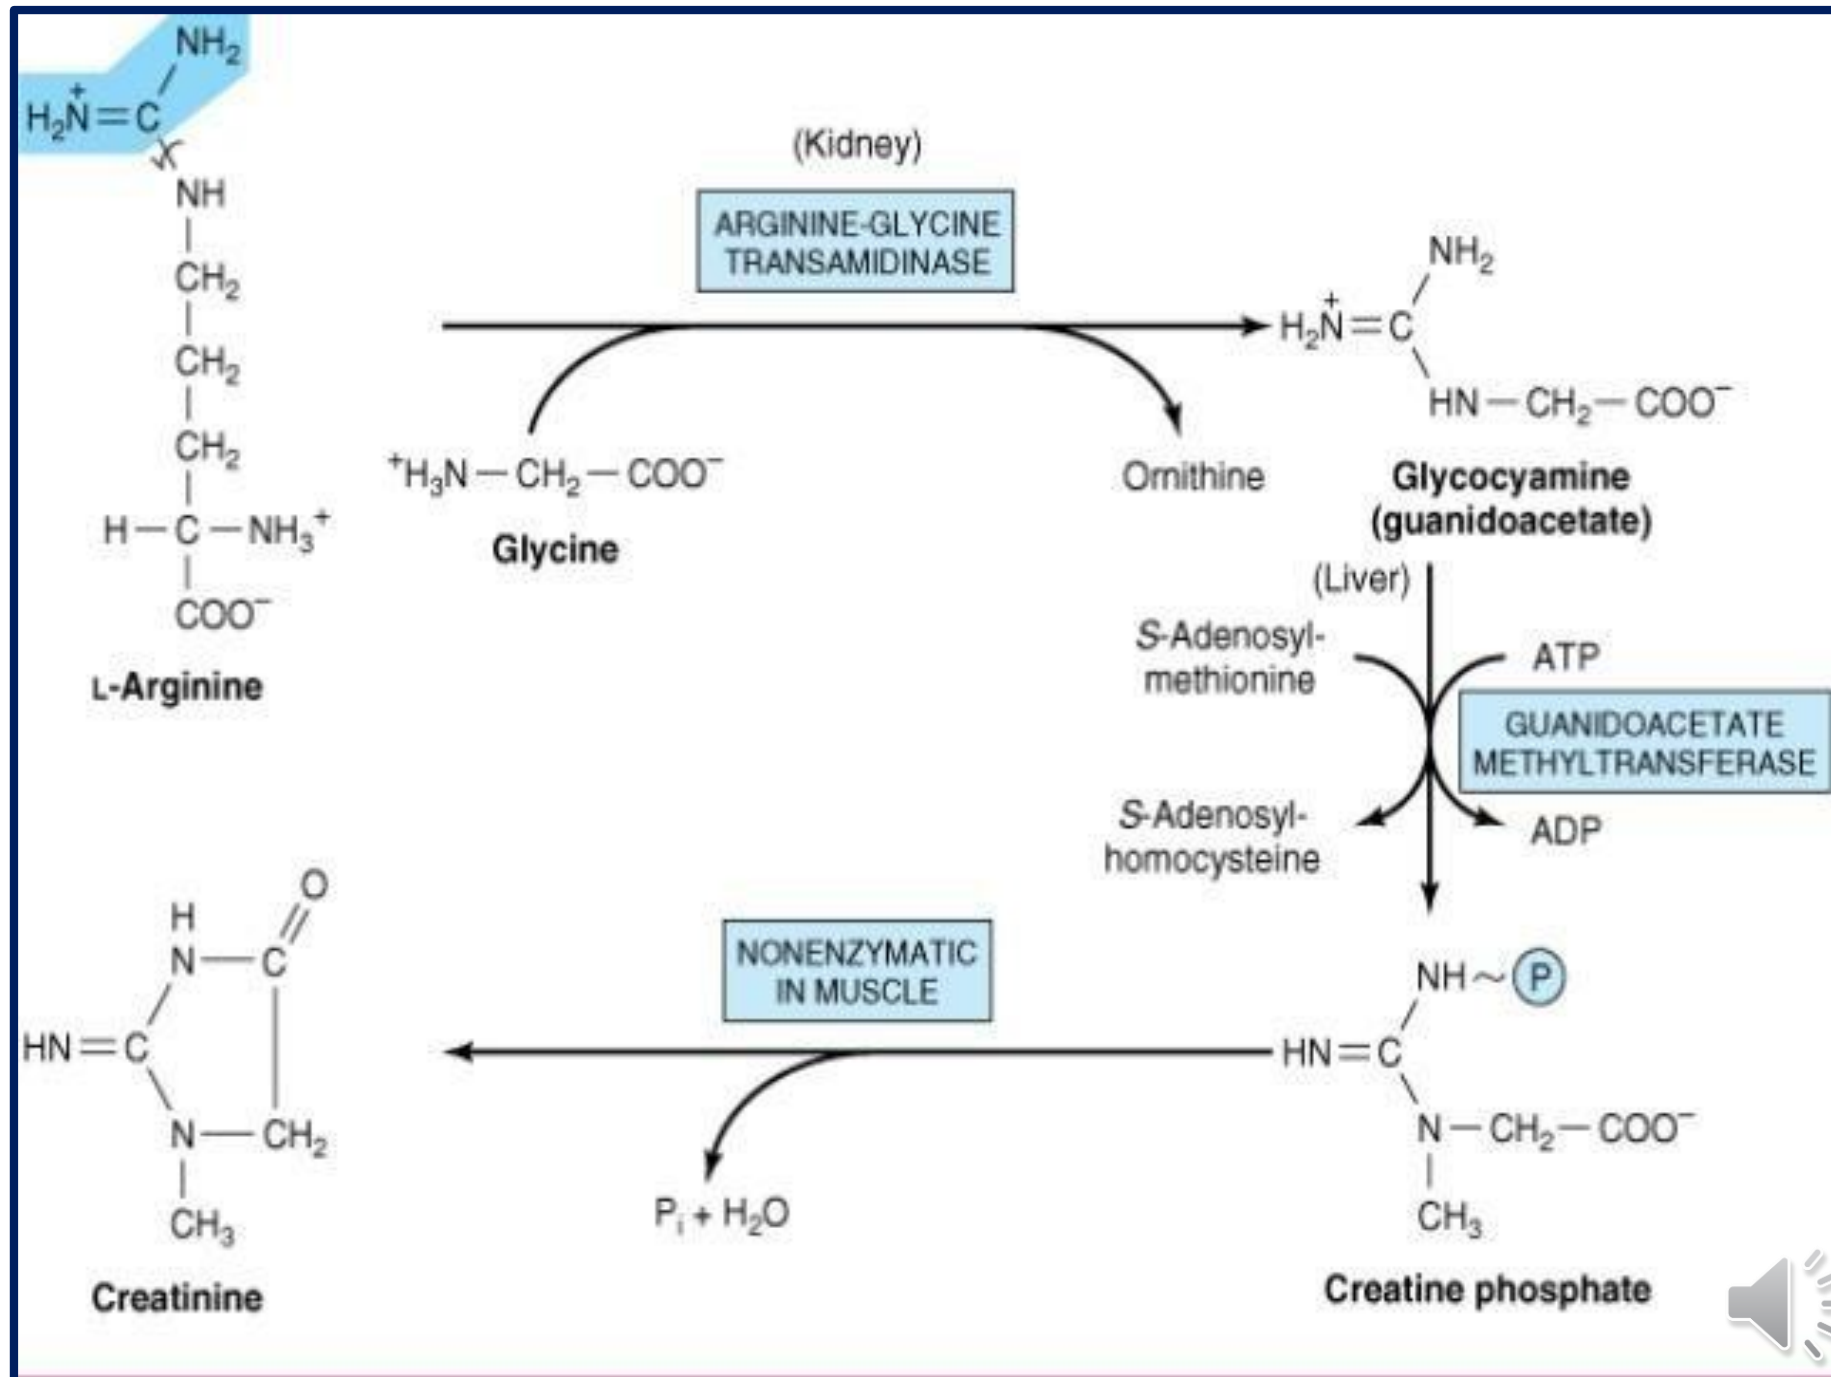 NH₂
H₂N⁺=C
NH
CH₂
CH₂
CH₂
H—C—NH₃⁺
COO⁻
L-Arginine
(Kidney)
ARGININE-GLYCINE
TRANSAMIDINASE
⁺H₃N—CH₂—COO⁻
Glycine
Ornithine
NH₂
H₂N⁺=C
HN—CH₂—COO⁻
Glycocyamine
(guanidoacetate)
(Liver)
S-Adenosyl-
methionine
ATP
GUANIDOACETATE
METHYLTRANSFERASE
S-Adenosyl-
homocysteine
ADP
NH~P
HN=C
N—CH₂—COO⁻
CH₃
Creatine phosphate
NONENZYMATIC
IN MUSCLE
Pᵢ + H₂O
O
H
N—C
HN=C
N—CH₂
CH₃
Creatinine